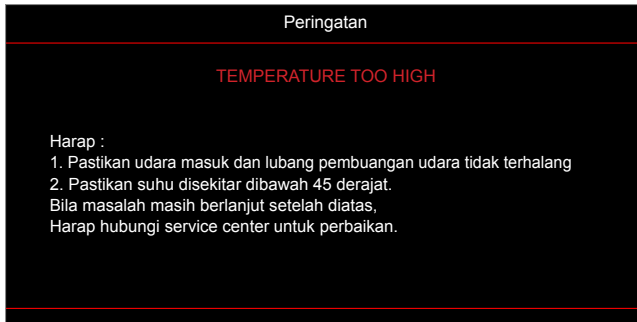 Peringatan
TEMPERATURE TOO HIGH
Harap :
1. Pastikan udara masuk dan lubang pembuangan udara tidak terhalang
2. Pastikan suhu disekitar dibawah 45 derajat.
Bila masalah masih berlanjut setelah diatas,
Harap hubungi service center untuk perbaikan.